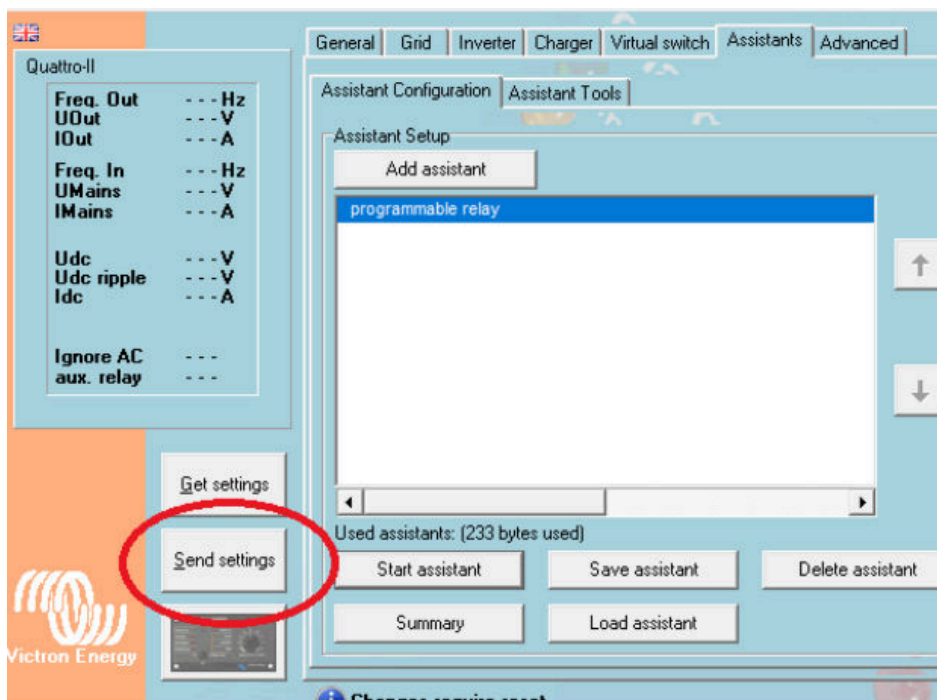 Quattro-II
Freq. Out - - - Hz
UOut - - - V
IOut - - - A
Freq. In - - - Hz
UMains - - - V
IMains - - - A
Udc - - - V
Udc ripple - - - V
Idc - - - A
Ignore AC - - -
aux. relay - - -
Get settings
Send settings
Victron Energy
General Grid Inverter Charger Virtual switch Assistants Advanced
Assistant Configuration Assistant Tools
Assistant Setup
Add assistant
programmable relay
Used assistants: (233 bytes used)
Start assistant Save assistant Delete assistant
Summary Load assistant
Changes require reset